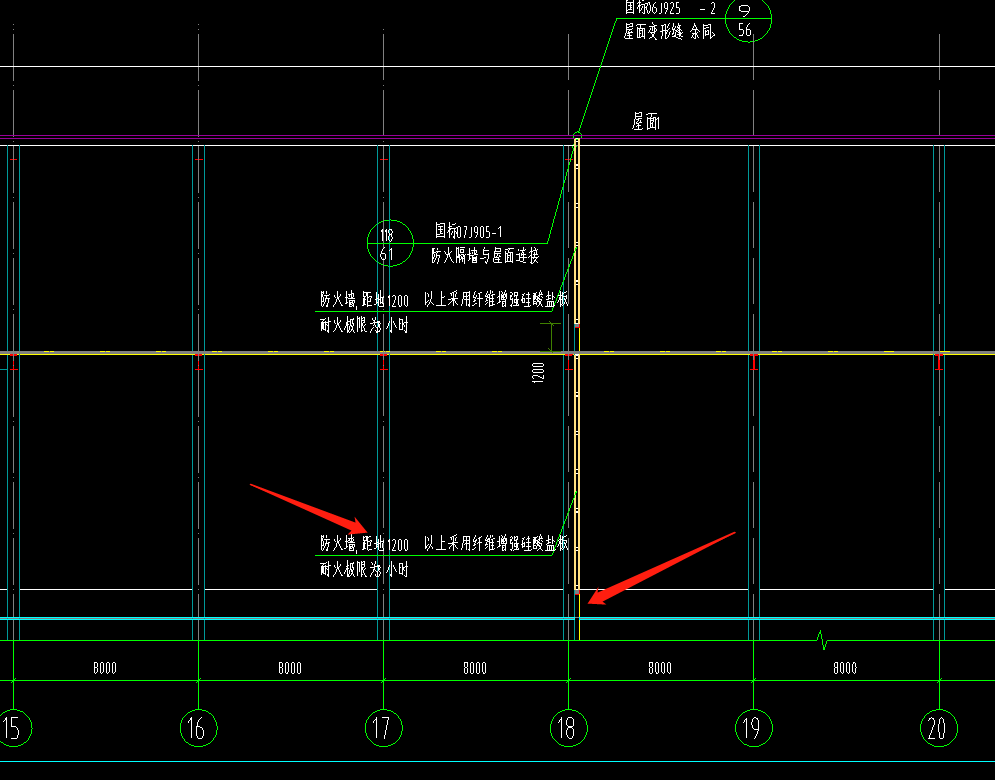 国标06J925 -2
9
屋面变形缝 余同
56
屋面
118
国标07J905-1
61
防火隔墙与屋面连接
防火墙,距地1200 以上采用纤维增强硅酸盐板
耐火极限为3小时
1200
防火墙,距地1200 以上采用纤维增强硅酸盐板
耐火极限为3小时
8000 8000 8000 8000 8000
15 16 17 18 19 20